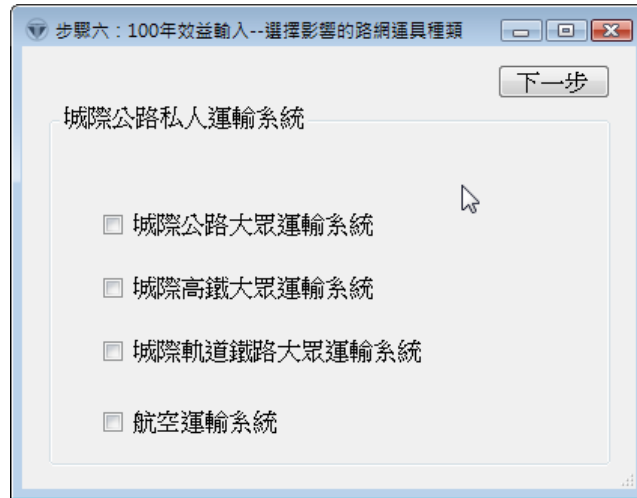 步驟六：100年效益輸入--選擇影響的路網運具種類
下一步
城際公路私人運輸系統
城際公路大眾運輸系統
城際高鐵大眾運輸系統
城際軌道鐵路大眾運輸系統
航空運輸系統